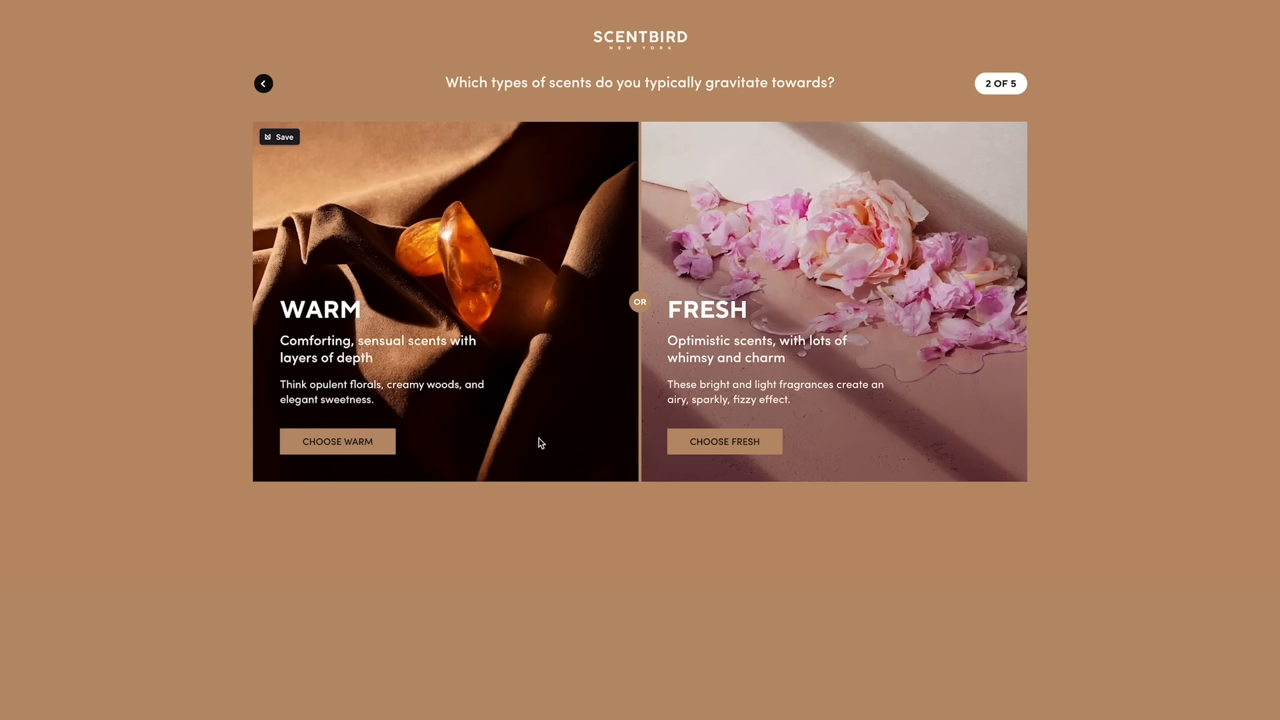 SCENTBIRD
NEW YORK
Which types of scents do you typically gravitate towards?
2 OF 5
Save
WARM
Comforting, sensual scents with
layers of depth
Think opulent florals, creamy woods, and
elegant sweetness.
CHOOSE WARM
OR
FRESH
Optimistic scents, with lots of
whimsy and charm
These bright and light fragrances create an
airy, sparkly, fizzy effect.
CHOOSE FRESH